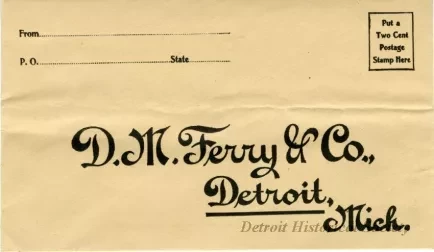 From
P. O. State
Put a
Two Cent
Postage
Stamp Here
D. M. Ferry & Co.,
Detroit,
Mich.
Detroit Historical Society